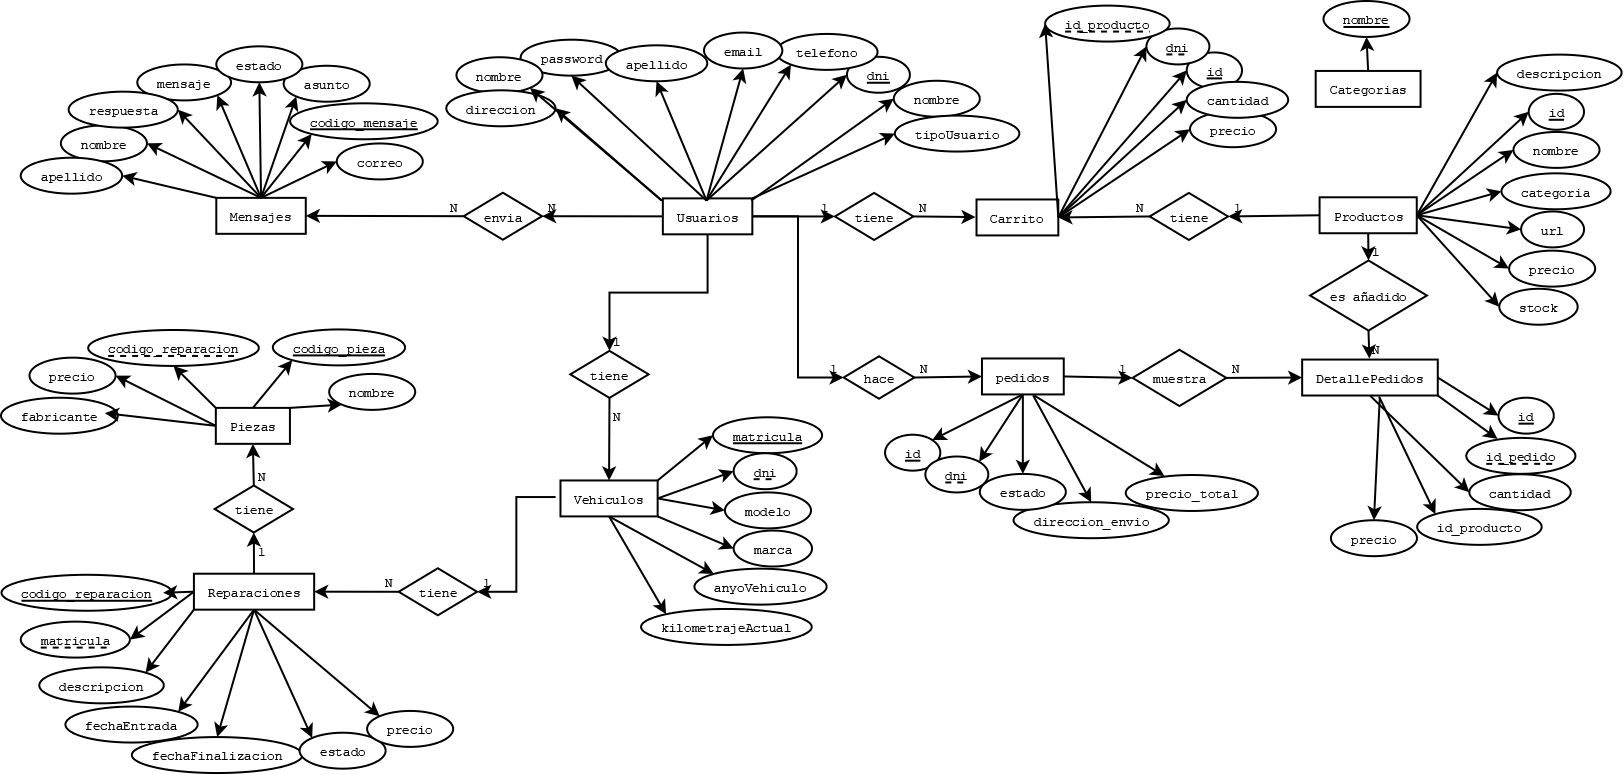 nombre
Categorias
id_producto
dni
id
cantidad
precio
descripcion
id
nombre
categoria
url
precio
stock
estado
mensaje
asunto
respuesta
codigo_mensaje
nombre
correo
apellido
password
email
telefono
nombre
apellido
dni
direccion
nombre
tipoUsuario
Mensajes
N
envia
N
Usuarios
1
tiene
N
Carrito
N
tiene
1
Productos
1
es añadido
N
codigo_reparacion
codigo_pieza
precio
nombre
fabricante
Piezas
1
tiene
N
1
hace
N
pedidos
1
muestra
N
DetallePedidos
id
dni
estado
direccion_envio
precio_total
id
id_pedido
cantidad
id_producto
precio
N
tiene
1
matricula
dni
Vehiculos
modelo
marca
anyoVehiculo
kilometrajeActual
codigo_reparacion
Reparaciones
N
tiene
1
matricula
descripcion
fechaEntrada
fechaFinalizacion
estado
precio